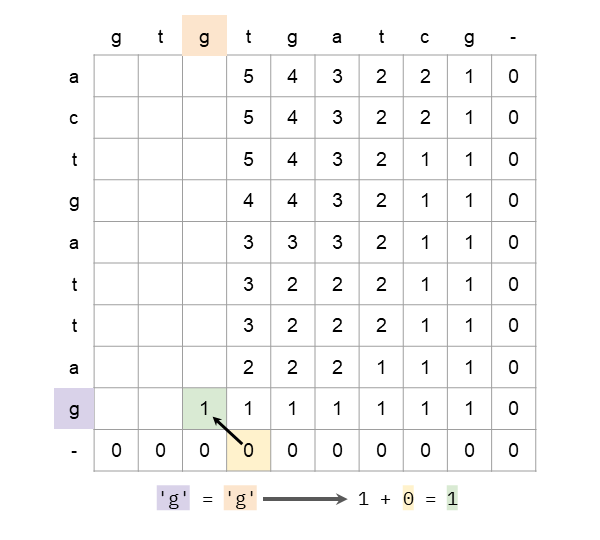 g t g t g a t c g -
a 5 4 3 2 2 1 0
c 5 4 3 2 2 1 0
t 5 4 3 2 1 1 0
g 4 4 3 2 1 1 0
a 3 3 3 2 1 1 0
t 3 2 2 2 1 1 0
t 3 2 2 2 1 1 0
a 2 2 2 1 1 1 0
g 1 1 1 1 1 1 1 0
- 0 0 0 0 0 0 0 0 0 0
'g' = 'g' 1 + 0 = 1